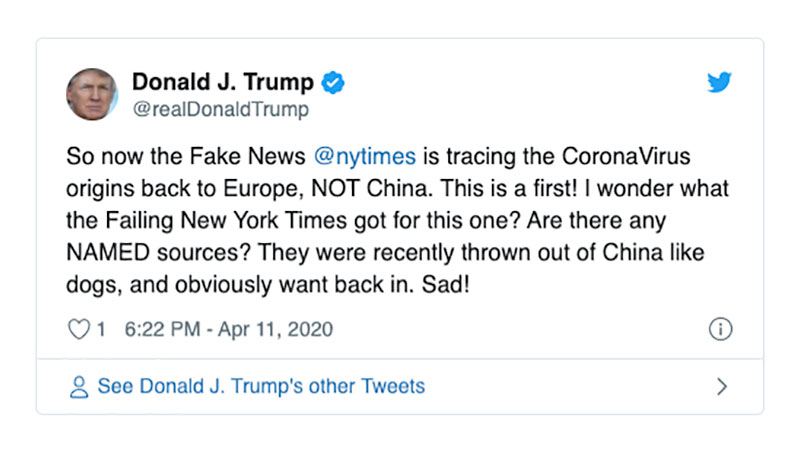 Donald J. Trump
@realDonaldTrump
So now the Fake News @nytimes is tracing the CoronaVirus
origins back to Europe, NOT China. This is a first! I wonder what
the Failing New York Times got for this one? Are there any
NAMED sources? They were recently thrown out of China like
dogs, and obviously want back in. Sad!
1 6:22 PM - Apr 11, 2020
See Donald J. Trump's other Tweets